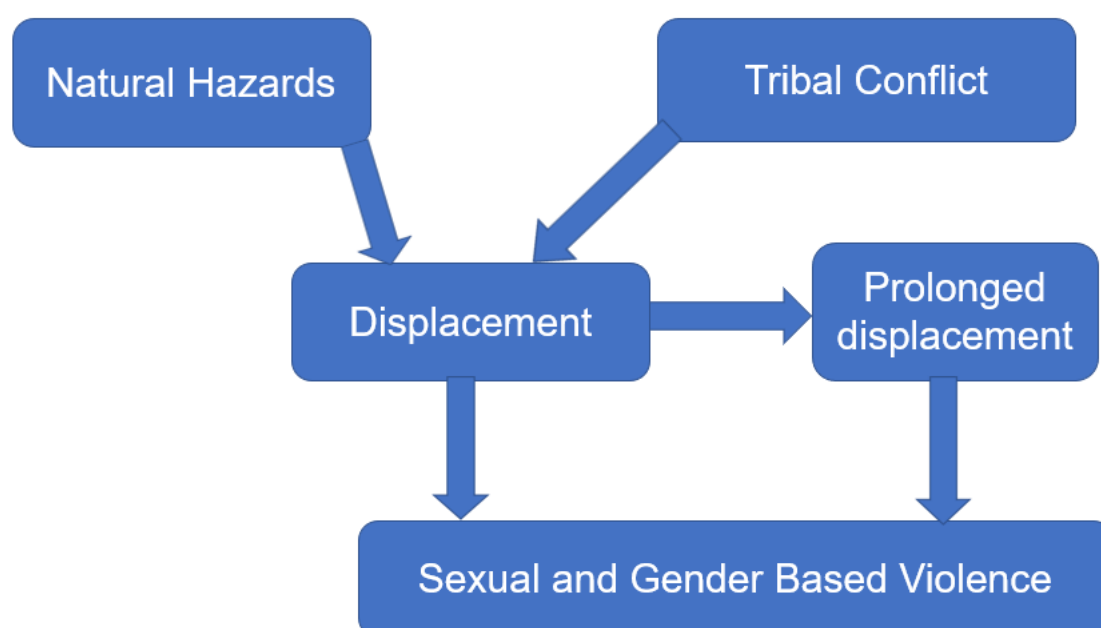 Natural Hazards
Tribal Conflict
Displacement
Prolonged
displacement
Sexual and Gender Based Violence